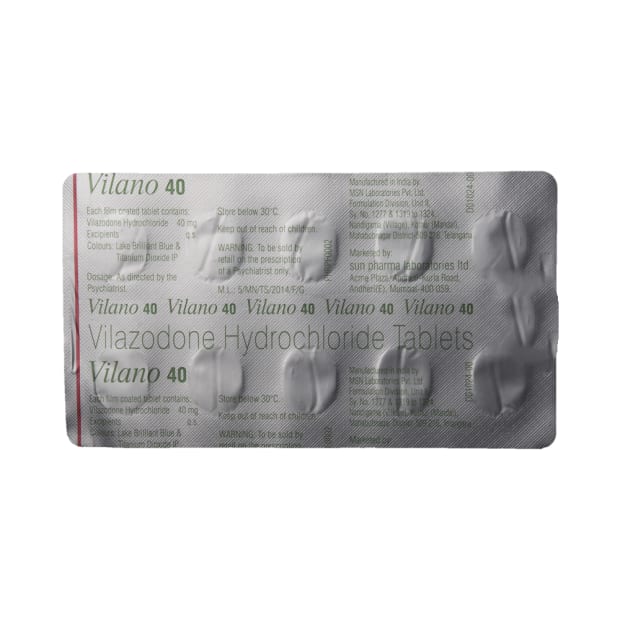 Vilano 40
Each film coated tablet contains:
Vilazodone Hydrochloride 40 mg
Excipients q.s.
Colours: Lake Brilliant Blue &
Titanium Dioxide IP
Dosage: As directed by the
Psychiatrist.
Store below 30°C.
Keep out of reach of children.
WARNING: To be sold by
retail on the prescription
of a Psychiatrist only.
M.L.: 5/MN/TS/2014/F/G
Manufactured in India by
MSN Laboratories Pvt. Ltd.
Formulation Division, Unit II,
Sy. No. 1277 & 1319 to 1324,
Nandigama (Village), Kothur (Mandal),
Mahabubnagar District-509 228, Telangana
Marketed by:
sun pharma laboratories ltd
Acme Plaza, Andheri-Kurla Road,
Andheri(E), Mumbai-400 059.
Vilano 40 Vilano 40 Vilano 40 Vilano 40 Vilano 40
Vilazodone Hydrochloride Tablets
Vilano 40
Each film coated tablet contains:
Vilazodone Hydrochloride 40 mg
Excipients q.s.
Colours: Lake Brilliant Blue &
Titanium Dioxide IP
Store below 30°C.
Keep out of reach of children.
WARNING: To be sold by
retail on the prescription
Manufactured in India by
MSN Laboratories Pvt. Ltd.
Formulation Division, Unit II,
Sy. No. 1277 & 1319 to 1324,
Nandigama (Village), Kothur (Mandal),
Marketed by: